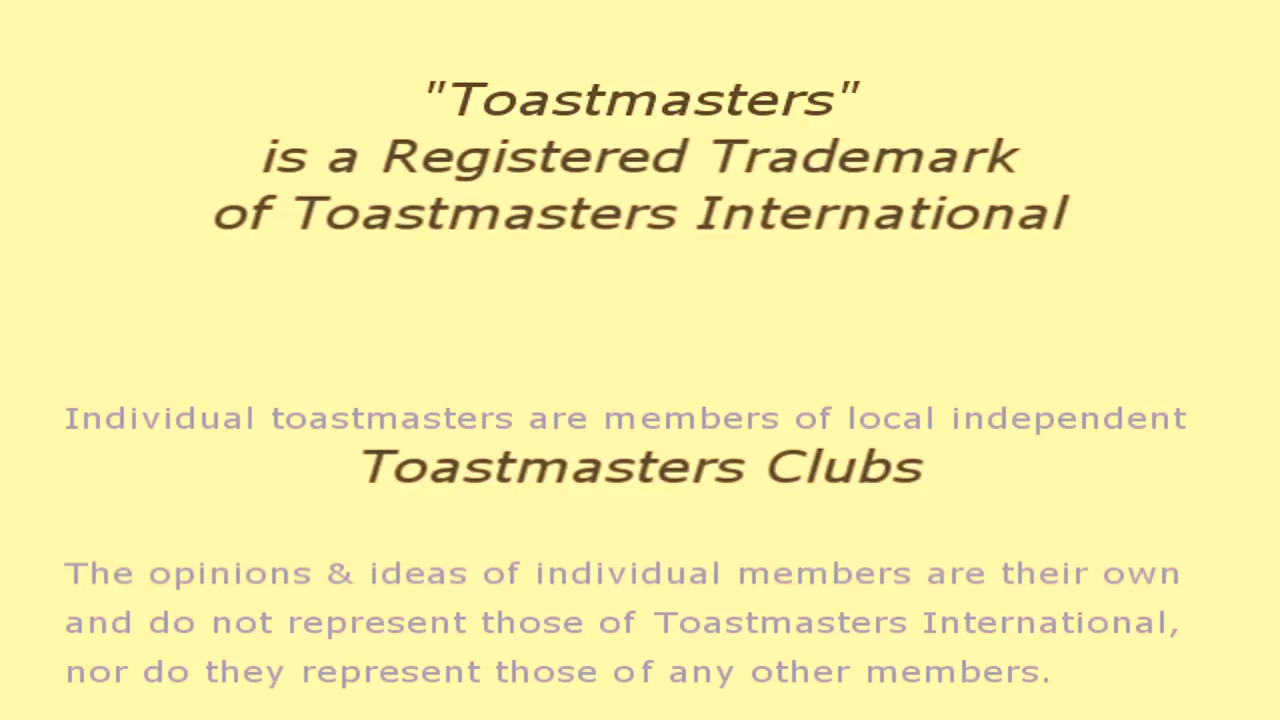 "Toastmasters"
is a Registered Trademark
of Toastmasters International
Individual toastmasters are members of local independent
Toastmasters Clubs
The opinions & ideas of individual members are their own
and do not represent those of Toastmasters International,
nor do they represent those of any other members.